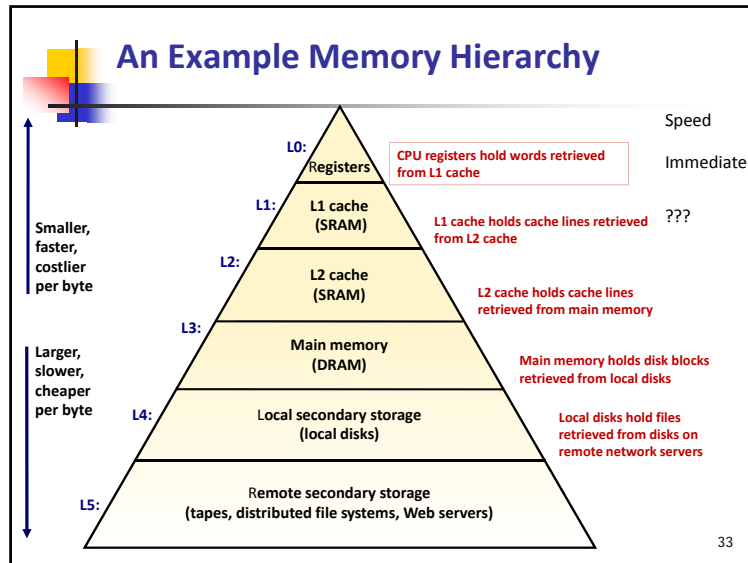 An Example Memory Hierarchy
Speed
L0:
Registers
CPU registers hold words retrieved
from L1 cache
Immediate
L1:
L1 cache
(SRAM)
L1 cache holds cache lines retrieved
from L2 cache
???
Smaller,
faster,
costlier
per byte
L2:
L2 cache
(SRAM)
L2 cache holds cache lines
retrieved from main memory
L3:
Main memory
(DRAM)
Main memory holds disk blocks
retrieved from local disks
Larger,
slower,
cheaper
per byte
L4:
Local secondary storage
(local disks)
Local disks hold files
retrieved from disks on
remote network servers
L5:
Remote secondary storage
(tapes, distributed file systems, Web servers)
33